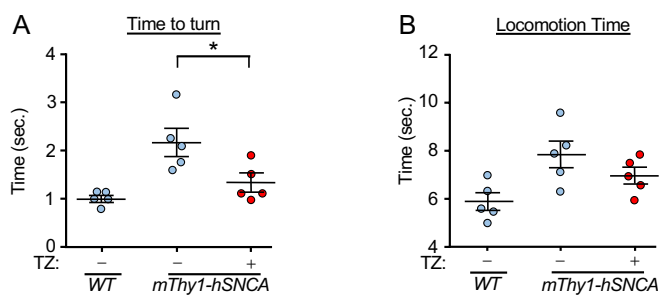 A
Time to turn
Time (sec.)
4
3
2
1
0
*
TZ: – – +
WT mThy1-hSNCA
B
Locomotion Time
Time (sec.)
12
10
8
6
4
TZ: – – +
WT mThy1-hSNCA